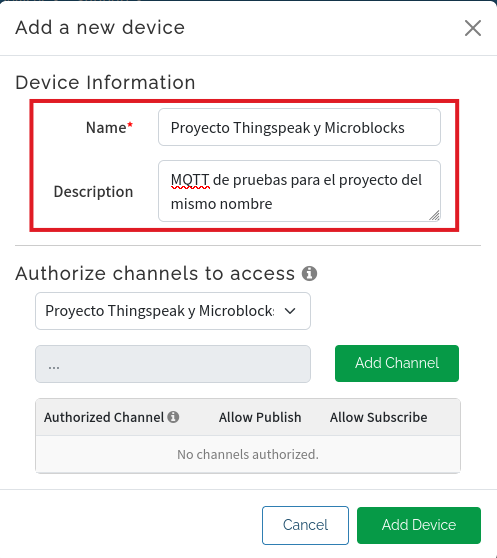 Add a new device
Device Information
Name*
Proyecto Thingspeak y Microblocks
Description
MQTT de pruebas para el proyecto del
mismo nombre
Authorize channels to access
Proyecto Thingspeak y Microblock
...
Add Channel
Authorized Channel Allow Publish Allow Subscribe
No channels authorized.
Cancel Add Device